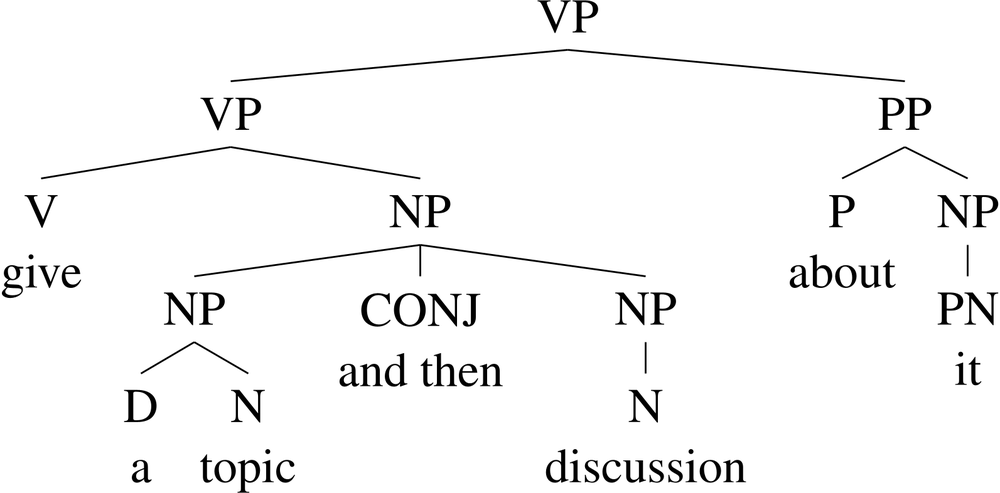 VP
VP PP
V NP P NP
give about
NP CONJ NP PN
and then it
D N N
a topic discussion